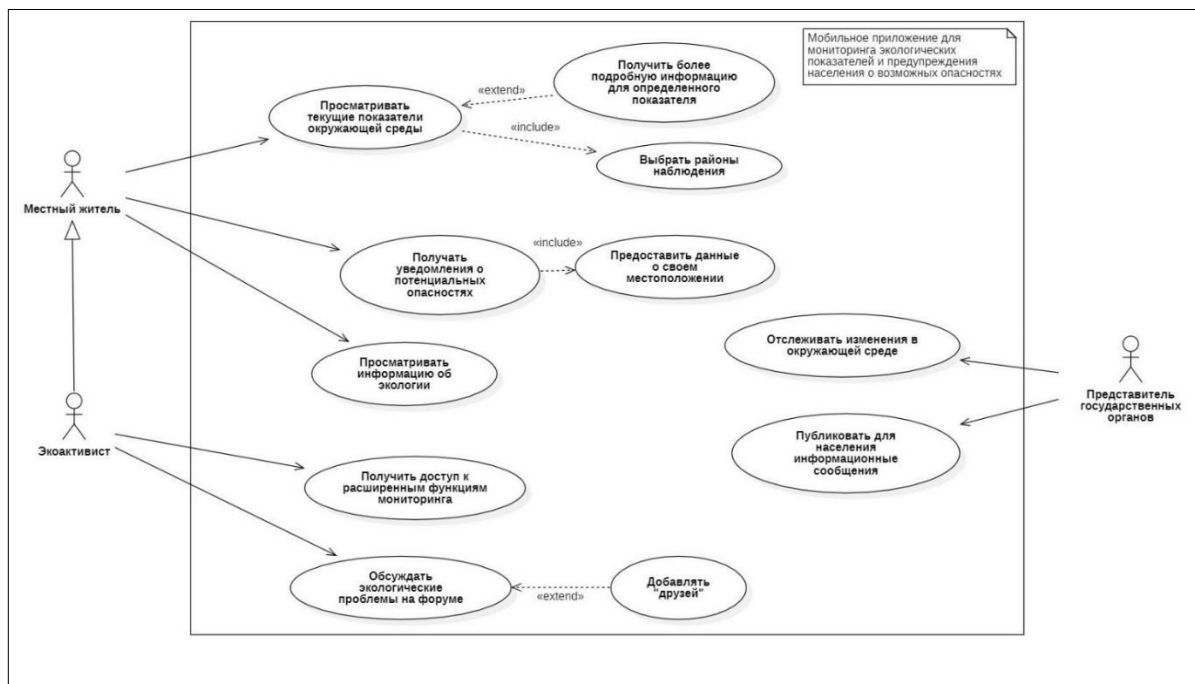 Мобильное приложение для
мониторинга экологических
показателей и предупреждения
населения о возможных опасностях
Получить более
подробную информацию
для определенного
показателя
«extend»
Просматривать
текущие показатели
окружающей среды
«include»
Выбрать районы
наблюдения
Местный житель
Получать
уведомления о
потенциальных
опасностях
«include»
Предоставить данные
о своем
местоположении
Отслеживать изменения в
окружающей среде
Просматривать
информацию об
экологии
Представитель
государственных
органов
Экоактивист
Публиковать для
населения
информационные
сообщения
Получить доступ к
расширенным функциям
мониторинга
Обсуждать
экологические
проблемы на форуме
«extend»
Добавлять
"друзей"